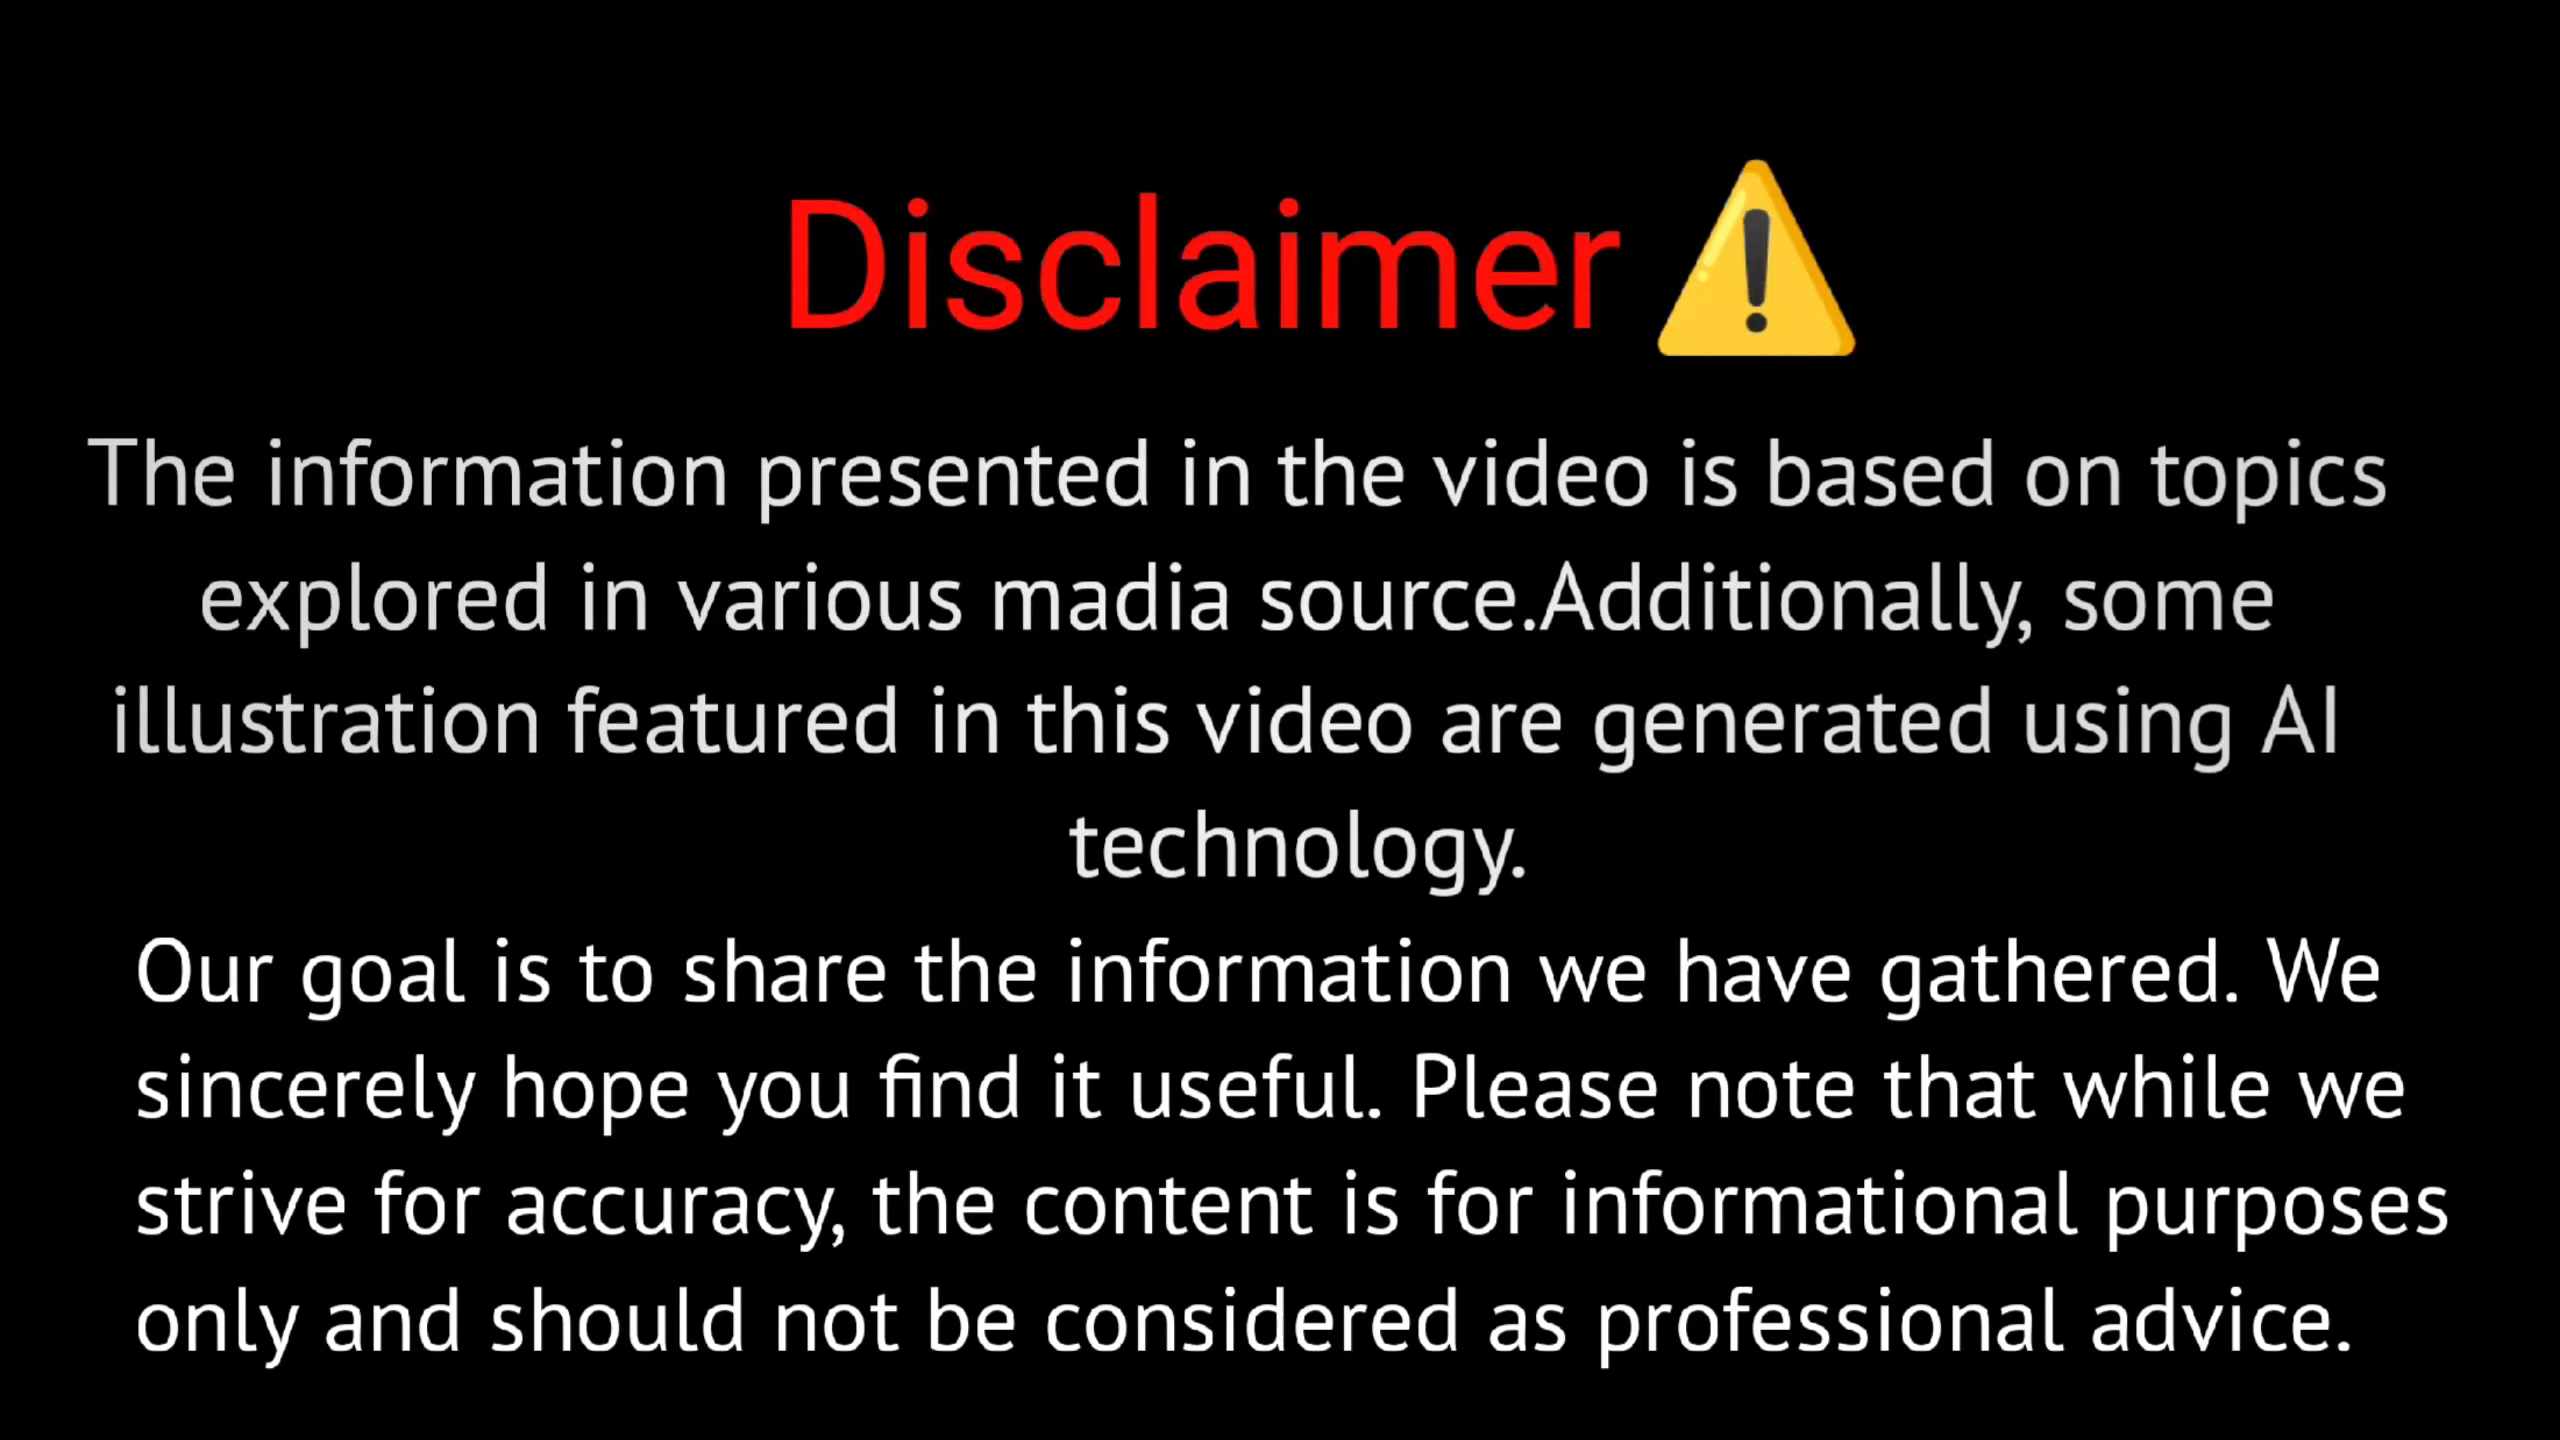 Disclaimer ⚠️
The information presented in the video is based on topics
explored in various madia source.Additionally, some
illustration featured in this video are generated using AI
technology.
Our goal is to share the information we have gathered. We
sincerely hope you find it useful. Please note that while we
strive for accuracy, the content is for informational purposes
only and should not be considered as professional advice.